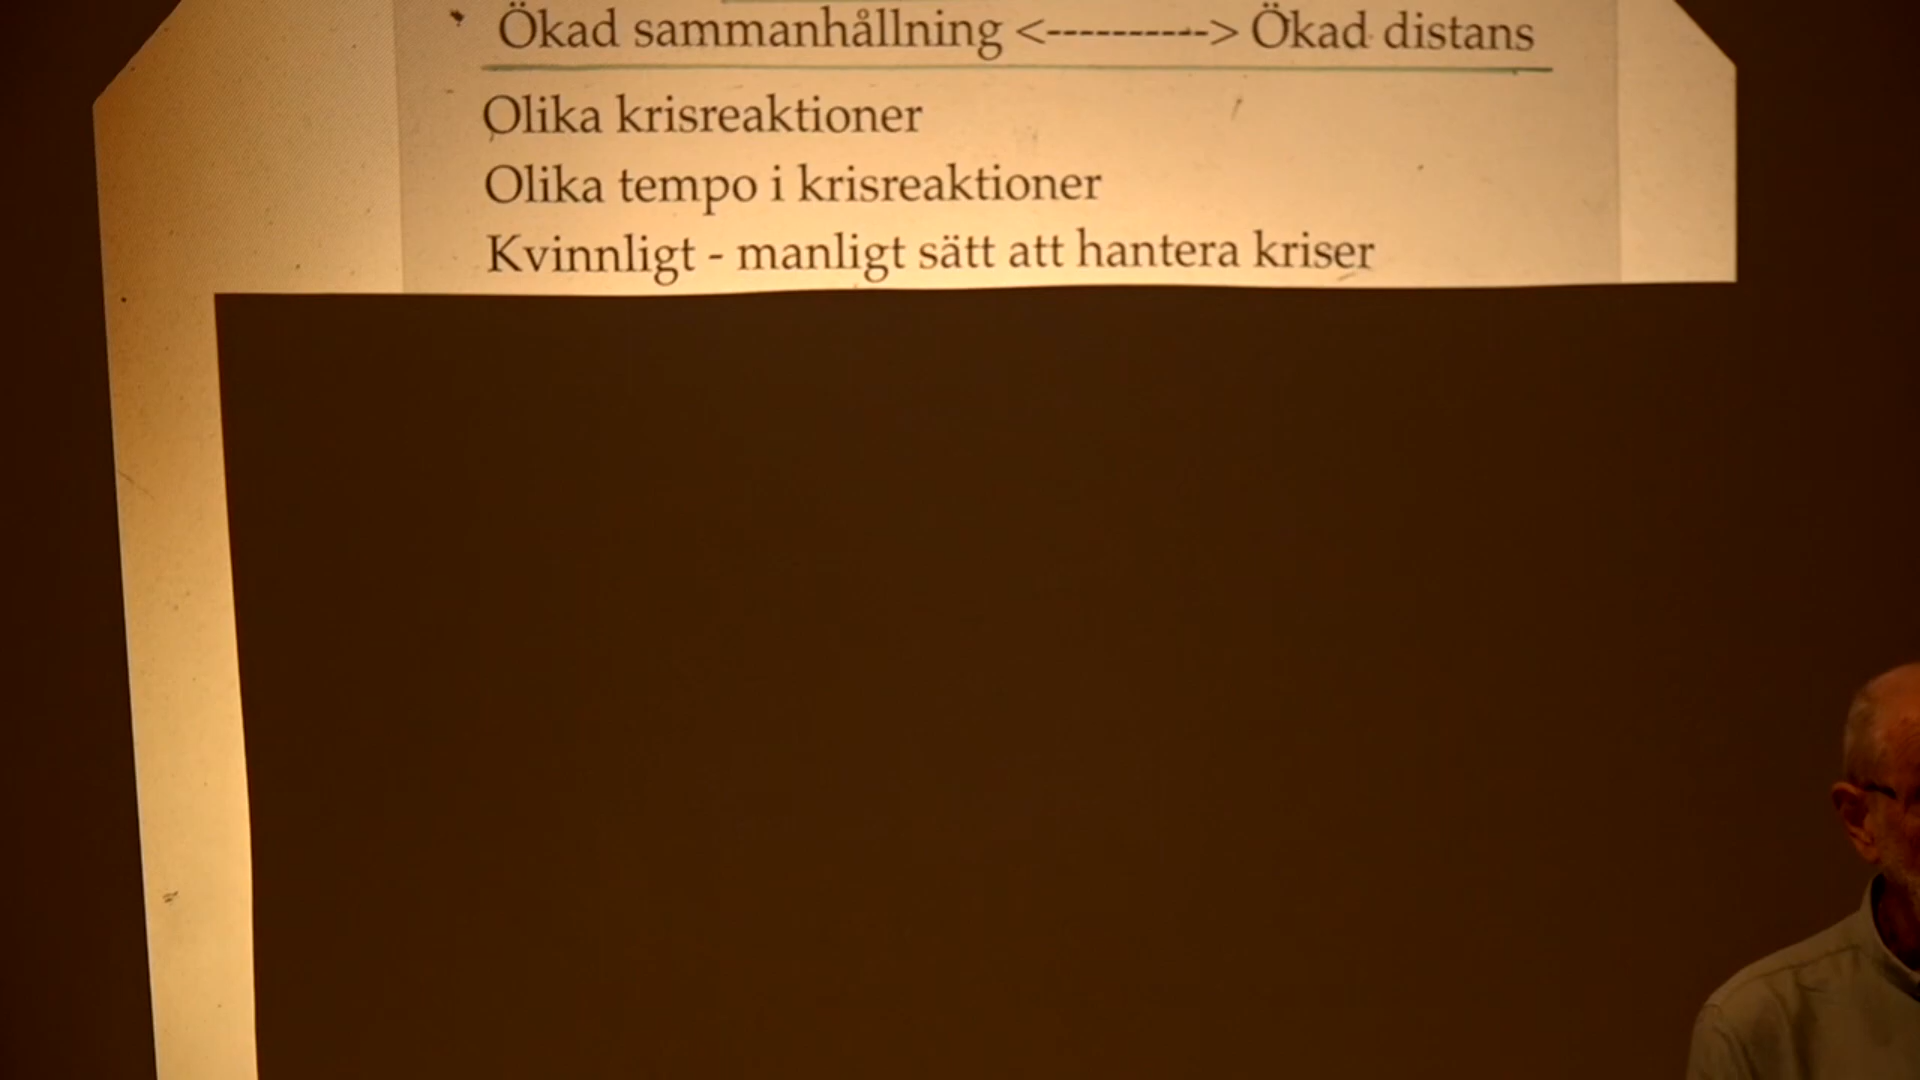 Ökad sammanhållning <----------> Ökad distans
Olika krisreaktioner
Olika tempo i krisreaktioner
Kvinnligt - manligt sätt att hantera kriser